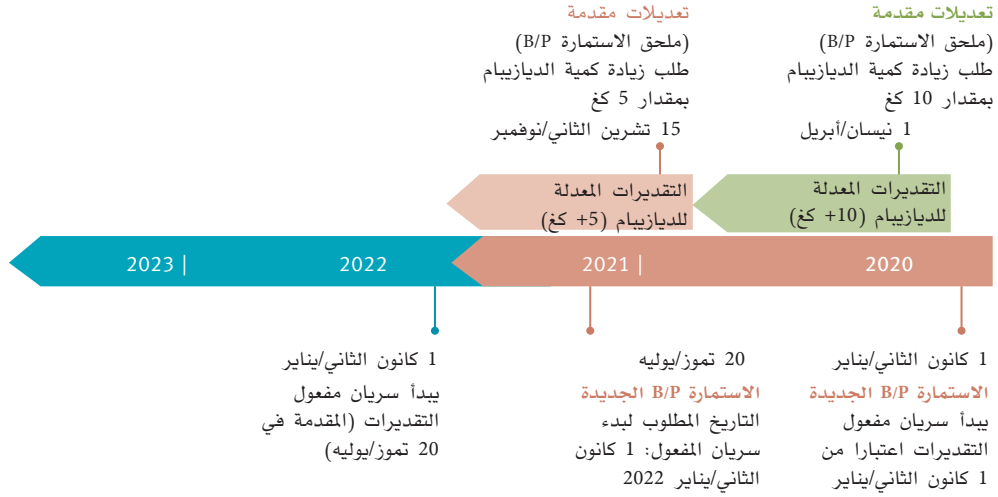 تعديلات مقدمة
(ملحق الاستمارة B/P)
طلب زيادة كمية الديازيبام
بمقدار 10 كغ
1 نيسان/أبريل
تعديلات مقدمة
(ملحق الاستمارة B/P)
طلب زيادة كمية الديازيبام
بمقدار 5 كغ
15 تشرين الثاني/نوفمبر
التقديرات المعدلة
للديازيبام (+10 كغ)
التقديرات المعدلة
للديازيبام (+5 كغ)
2020
2021 |
2022
2023 |
1 كانون الثاني/يناير
الاستمارة B/P الجديدة
يبدأ سريان مفعول
التقديرات اعتبارا من
1 كانون الثاني/يناير
20 تموز/يوليه
الاستمارة B/P الجديدة
التاريخ المطلوب لبدء
سريان المفعول: 1 كانون
الثاني/يناير 2022
1 كانون الثاني/يناير
يبدأ سريان مفعول
التقديرات (المقدمة في
20 تموز/يوليه)